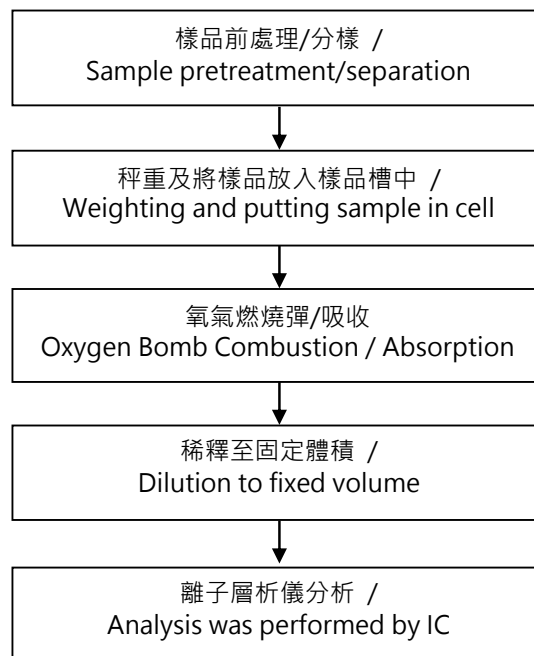 樣品前處理/分樣 /
Sample pretreatment/separation
秤重及將樣品放入樣品槽中 /
Weighting and putting sample in cell
氧氣燃燒彈/吸收
Oxygen Bomb Combustion / Absorption
稀釋至固定體積 /
Dilution to fixed volume
離子層析儀分析 /
Analysis was performed by IC